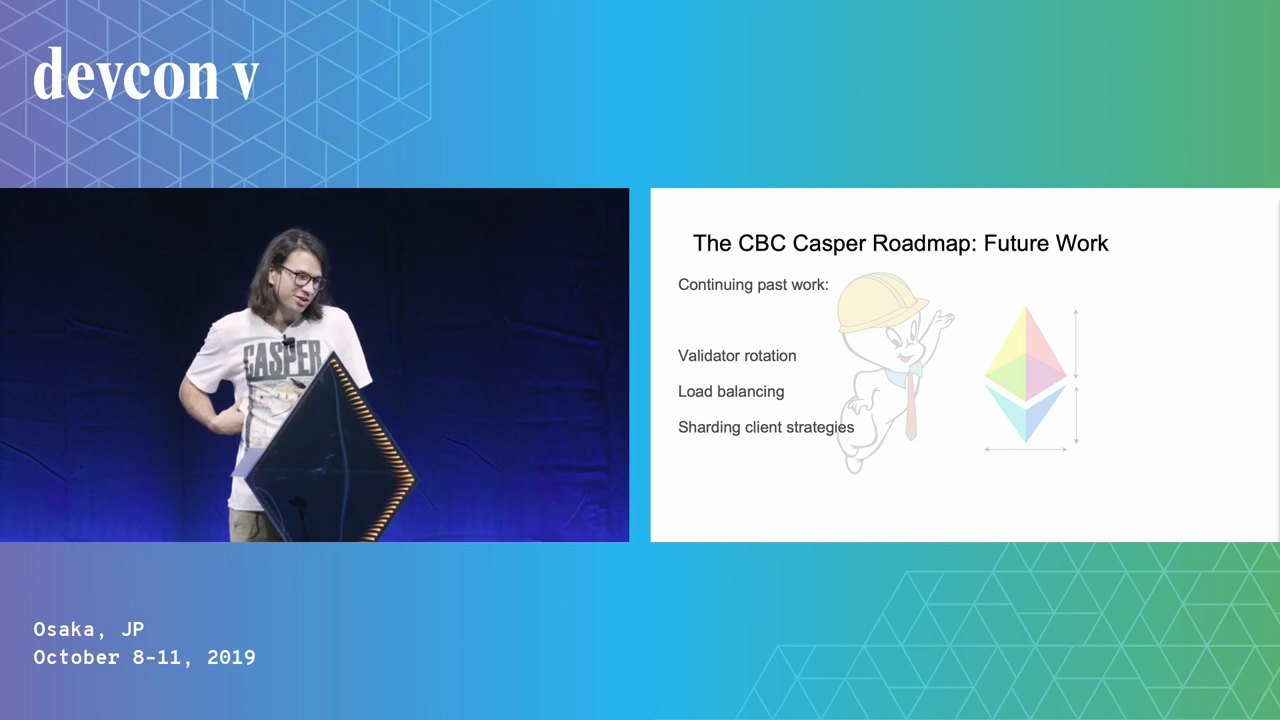 devcon v
CASPER
The CBC Casper Roadmap: Future Work
Continuing past work:
Validator rotation
Load balancing
Sharding client strategies
Osaka, JP
October 8-11, 2019